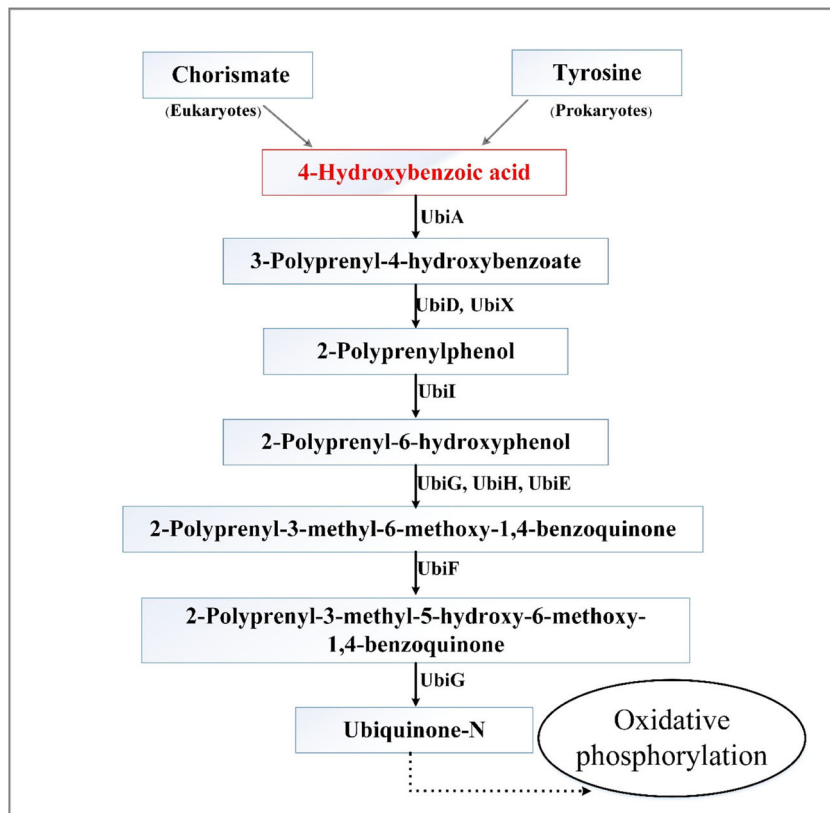 Chorismate
Tyrosine
(Eukaryotes)
(Prokaryotes)
4-Hydroxybenzoic acid
UbiA
3-Polyprenyl-4-hydroxybenzoate
UbiD, UbiX
2-Polyprenylphenol
UbiI
2-Polyprenyl-6-hydroxyphenol
UbiG, UbiH, UbiE
2-Polyprenyl-3-methyl-6-methoxy-1,4-benzoquinone
UbiF
2-Polyprenyl-3-methyl-5-hydroxy-6-methoxy-
1,4-benzoquinone
UbiG
Ubiquinone-N
Oxidative
phosphorylation